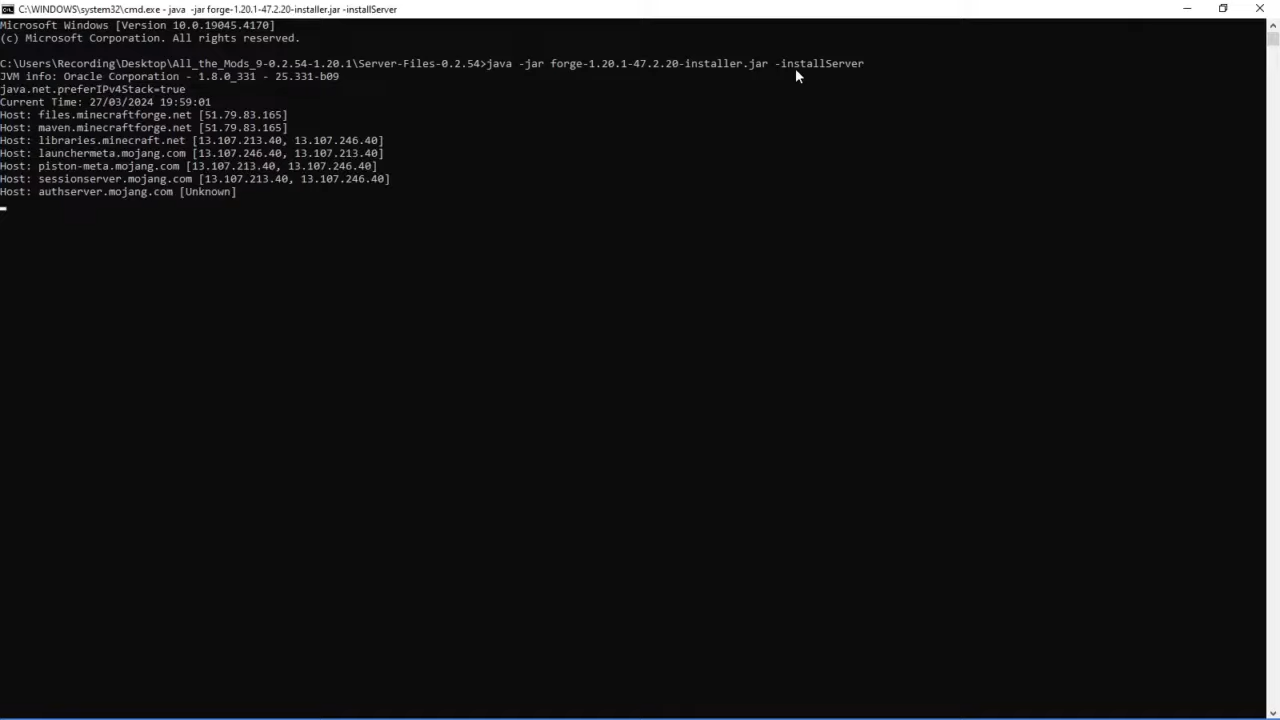 C:\WINDOWS\system32\cmd.exe - java -jar forge-1.20.1-47.2.20-installer.jar -installServer
Microsoft Windows [Version 10.0.19045.4170]
(c) Microsoft Corporation. All rights reserved.
C:\Users\Recording\Desktop\All_the_Mods_9-0.2.54-1.20.1\Server-Files-0.2.54>java -jar forge-1.20.1-47.2.20-installer.jar -installServer
JVM info: Oracle Corporation - 1.8.0_331 - 25.331-b09
java.net.preferIPv4Stack=true
Current Time: 27/03/2024 19:59:01
Host: files.minecraftforge.net [51.79.83.165]
Host: maven.minecraftforge.net [51.79.83.165]
Host: libraries.minecraft.net [13.107.213.40, 13.107.246.40]
Host: launchermeta.mojang.com [13.107.246.40, 13.107.213.40]
Host: piston-meta.mojang.com [13.107.213.40, 13.107.246.40]
Host: sessionserver.mojang.com [13.107.213.40, 13.107.246.40]
Host: authserver.mojang.com [Unknown]